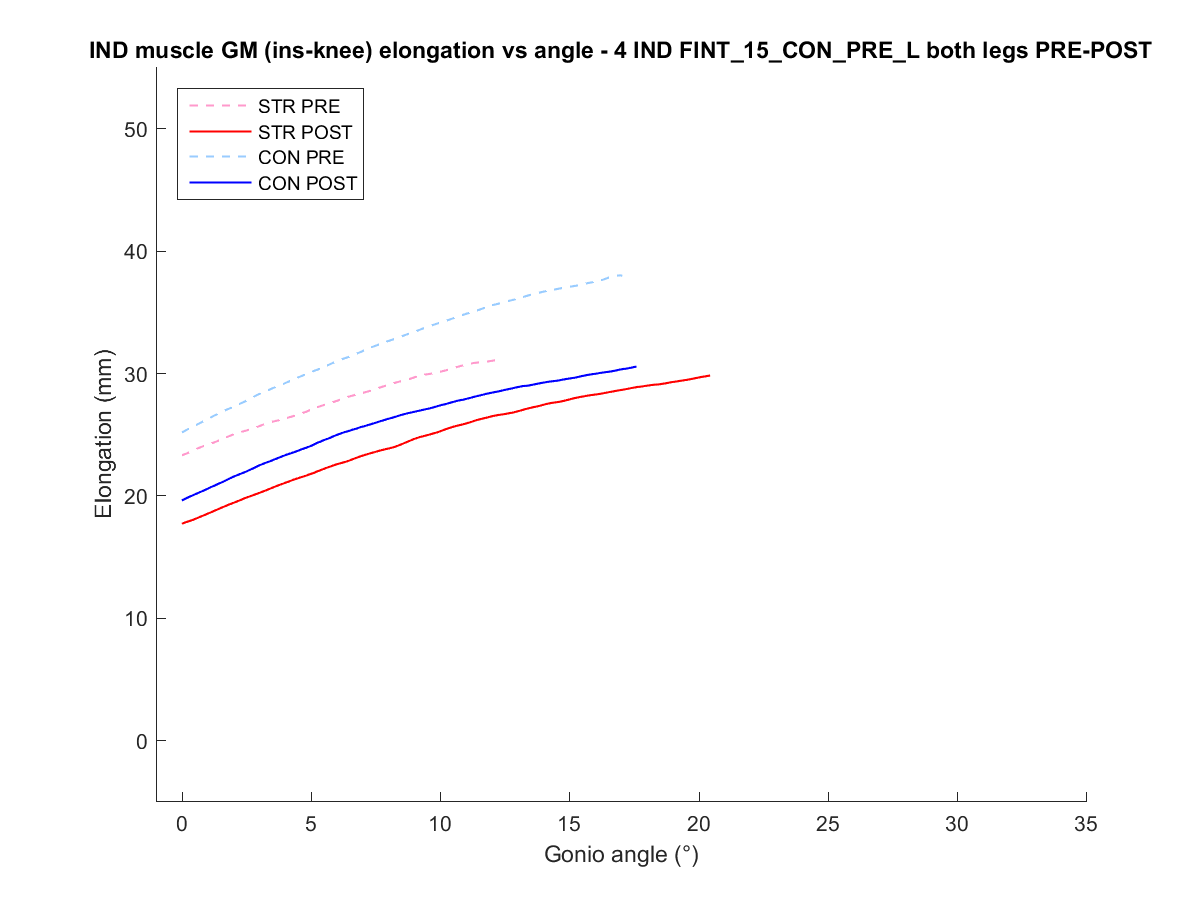 IND muscle GM (ins-knee) elongation vs angle - 4 IND FINT_15_CON_PRE_L both legs PRE-POST
STR PRE
STR POST
CON PRE
CON POST
50
40
30
20
10
0
Elongation (mm)
0 5 10 15 20 25 30 35
Gonio angle (°)